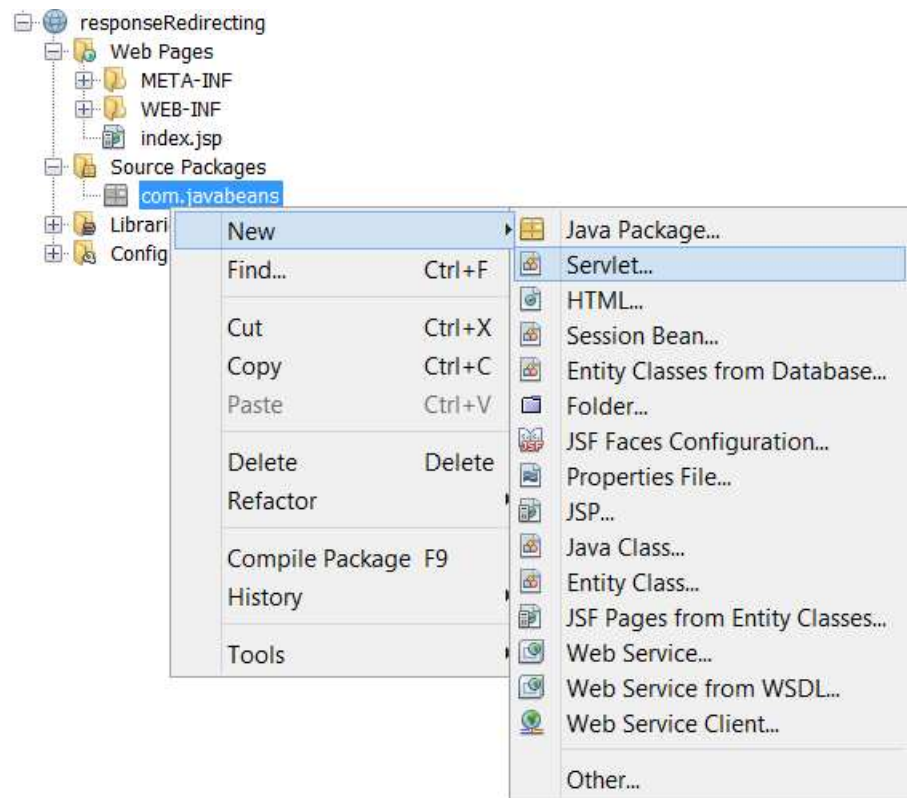 responseRedirecting
Web Pages
META-INF
WEB-INF
index.jsp
Source Packages
com.javabeans
Librari
Config
New
Find... Ctrl+F
Cut Ctrl+X
Copy Ctrl+C
Paste Ctrl+V
Delete Delete
Refactor
Compile Package F9
History
Tools
Java Package...
Servlet...
HTML...
Session Bean...
Entity Classes from Database...
Folder...
JSF Faces Configuration...
Properties File...
JSP...
Java Class...
Entity Class...
JSF Pages from Entity Classes...
Web Service...
Web Service from WSDL...
Web Service Client...
Other...